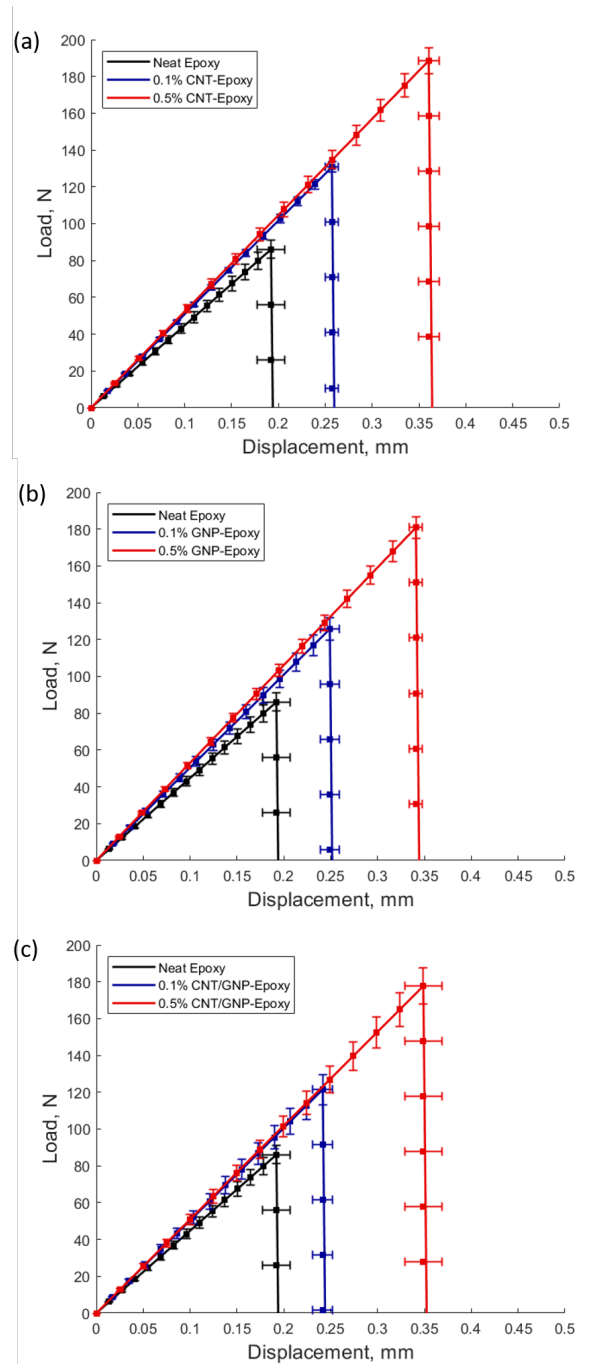 (a)
200
180
160
140
120
100
80
60
40
20
0
Load, N
Neat Epoxy
0.1% CNT-Epoxy
0.5% CNT-Epoxy
0 0.05 0.1 0.15 0.2 0.25 0.3 0.35 0.4 0.45 0.5
Displacement, mm
(b)
200
180
160
140
120
100
80
60
40
20
0
Load, N
Neat Epoxy
0.1% GNP-Epoxy
0.5% GNP-Epoxy
0 0.05 0.1 0.15 0.2 0.25 0.3 0.35 0.4 0.45 0.5
Displacement, mm
(c)
200
180
160
140
120
100
80
60
40
20
0
Load, N
Neat Epoxy
0.1% CNT/GNP-Epoxy
0.5% CNT/GNP-Epoxy
0 0.05 0.1 0.15 0.2 0.25 0.3 0.35 0.4 0.45 0.5
Displacement, mm